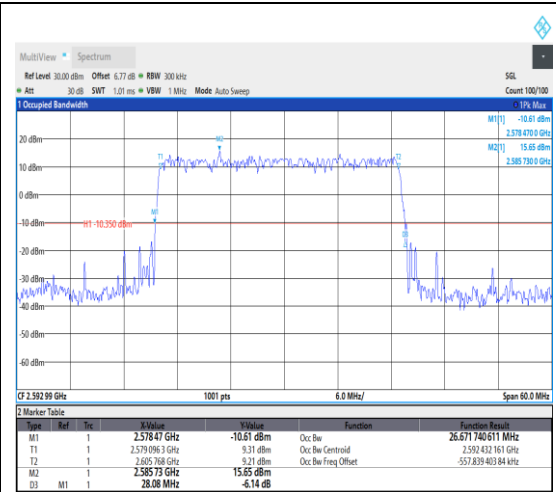 MultiView Spectrum
Ref Level 30.00 dBm Offset 6.77 dB RBW 300 kHz SGL
Att 30 dB SWT 1.01 ms VBW 1 MHz Mode Auto Sweep Count 100/100
1 Occupied Bandwidth 1Pk Max
M1[1] -10.61 dBm
2.578 470 0 GHz
M2[1] 15.65 dBm
2.585 730 0 GHz
20 dBm
M2
T1
T2
10 dBm
0 dBm
M1
-10 dBm
H1 -10.350 dBm
-20 dBm
-30 dBm
-40 dBm
-50 dBm
-60 dBm
CF 2.592 99 GHz 1001 pts 6.0 MHz/ Span 60.0 MHz
2 Marker Table
Type Ref Trc X-Value Y-Value Function Function Result
M1 1 2.578 47 GHz -10.61 dBm Occ Bw 26.671 740 611 MHz
T1 1 2.579 096 3 GHz 9.31 dBm Occ Bw Centroid 2.592 432 161 GHz
T2 1 2.605 768 GHz 9.21 dBm Occ Bw Freq Offset -557.839 403 84 kHz
M2 1 2.585 73 GHz 15.65 dBm
D3 M1 1 28.08 MHz -6.14 dB